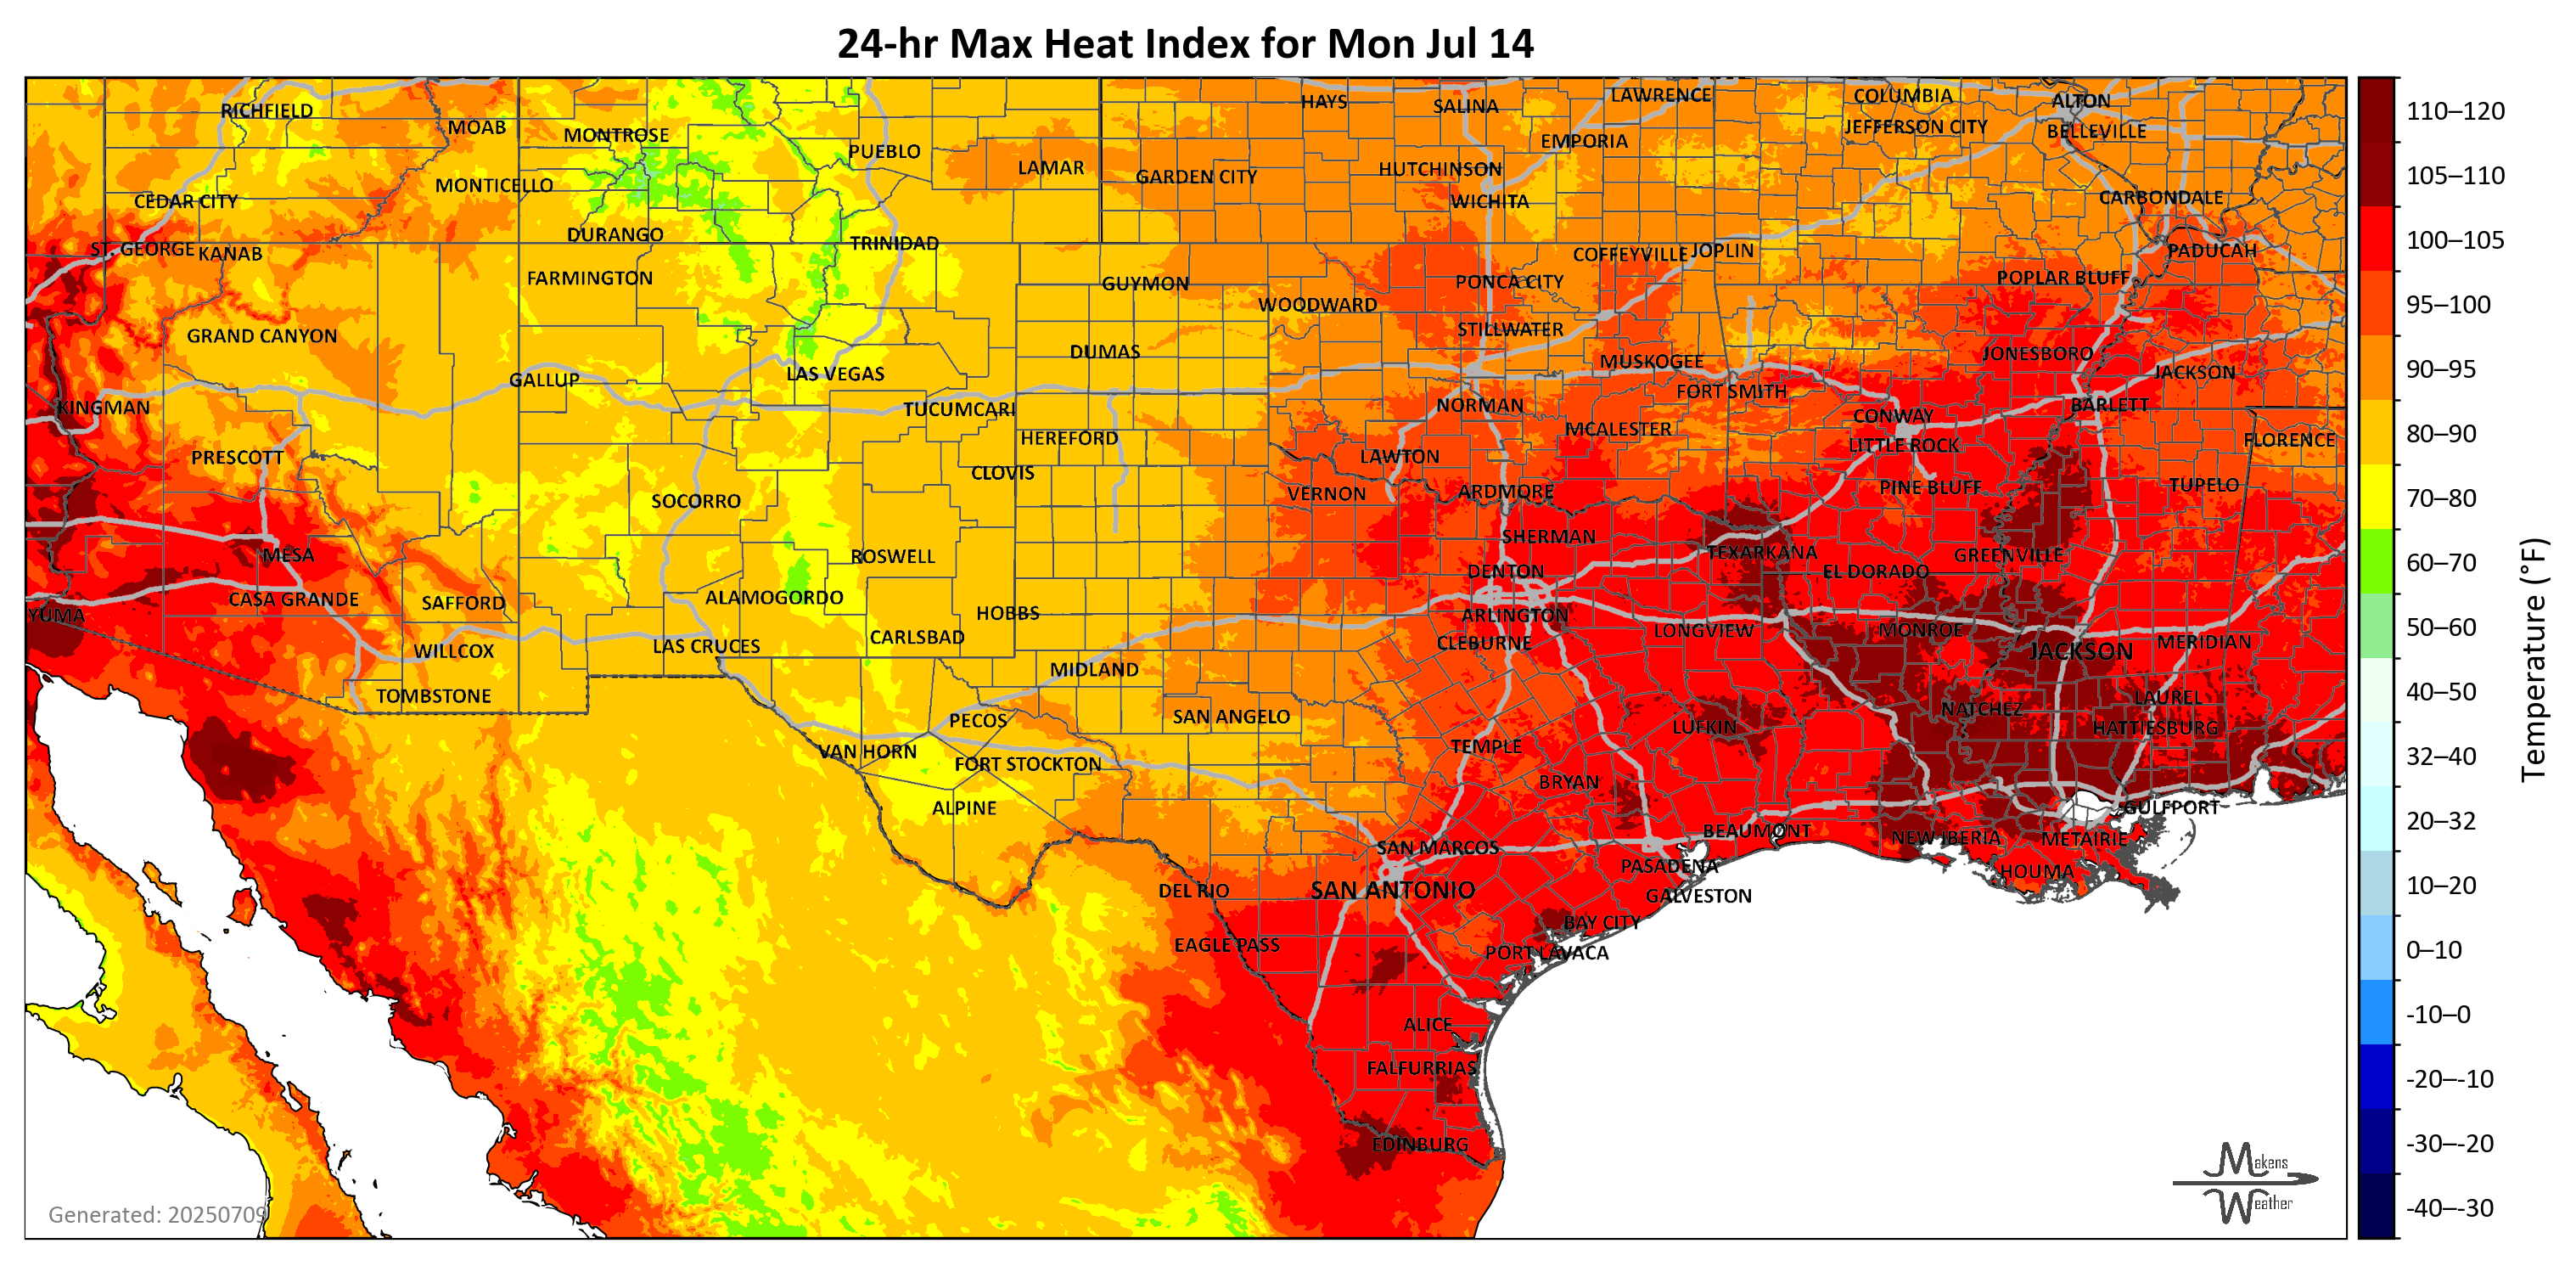 24-hr Max Heat Index for Mon Jul 14
RICHFIELD
MOAB
MONTROSE
PUEBLO
LAMAR
HAYS
SALINA
LAWRENCE
COLUMBIA
ALTON
EMPORIA
JEFFERSON CITY
BELLEVILLE
CEDAR CITY
MONTICELLO
GARDEN CITY
HUTCHINSON
WICHITA
CARBONDALE
ST. GEORGE
KANAB
DURANGO
TRINIDAD
COFFEYVILLE
JOPLIN
PADUCAH
FARMINGTON
GUYMON
WOODWARD
PONCA CITY
POPLAR BLUFF
GRAND CANYON
DUMAS
STILLWATER
GALLUP
LAS VEGAS
MUSKOGEE
JONESBORO
JACKSON
KINGMAN
TUCUMCARI
NORMAN
FORT SMITH
CONWAY
BARLETT
PRESCOTT
HEREFORD
MCALESTER
LITTLE ROCK
FLORENCE
CLOVIS
LAWTON
SOCORRO
VERNON
ARDMORE
PINE BLUFF
TUPELO
MESA
ROSWELL
SHERMAN
TEXARKANA
GREENVILLE
DENTON
EL DORADO
YUMA
CASA GRANDE
SAFFORD
ALAMOGORDO
HOBBS
ARLINGTON
WILLCOX
LAS CRUCES
CARLSBAD
CLEBURNE
LONGVIEW
MONROE
JACKSON
MERIDIAN
TOMBSTONE
MIDLAND
PECOS
SAN ANGELO
LUFKIN
NATCHEZ
LAUREL
HATTIESBURG
VAN HORN
FORT STOCKTON
TEMPLE
BRYAN
ALPINE
GULFPORT
SAN MARCOS
BEAUMONT
NEW IBERIA
METAIRIE
DEL RIO
SAN ANTONIO
PASADENA
GALVESTON
HOUMA
EAGLE PASS
BAY CITY
PORT LAVACA
ALICE
FALFURRIAS
EDINBURG
Generated: 20250709
Makens
Weather
110–120
105–110
100–105
95–100
90–95
80–90
70–80
60–70
50–60
40–50
32–40
20–32
10–20
0–10
-10–0
-20–-10
-30–-20
-40–-30
Temperature (°F)